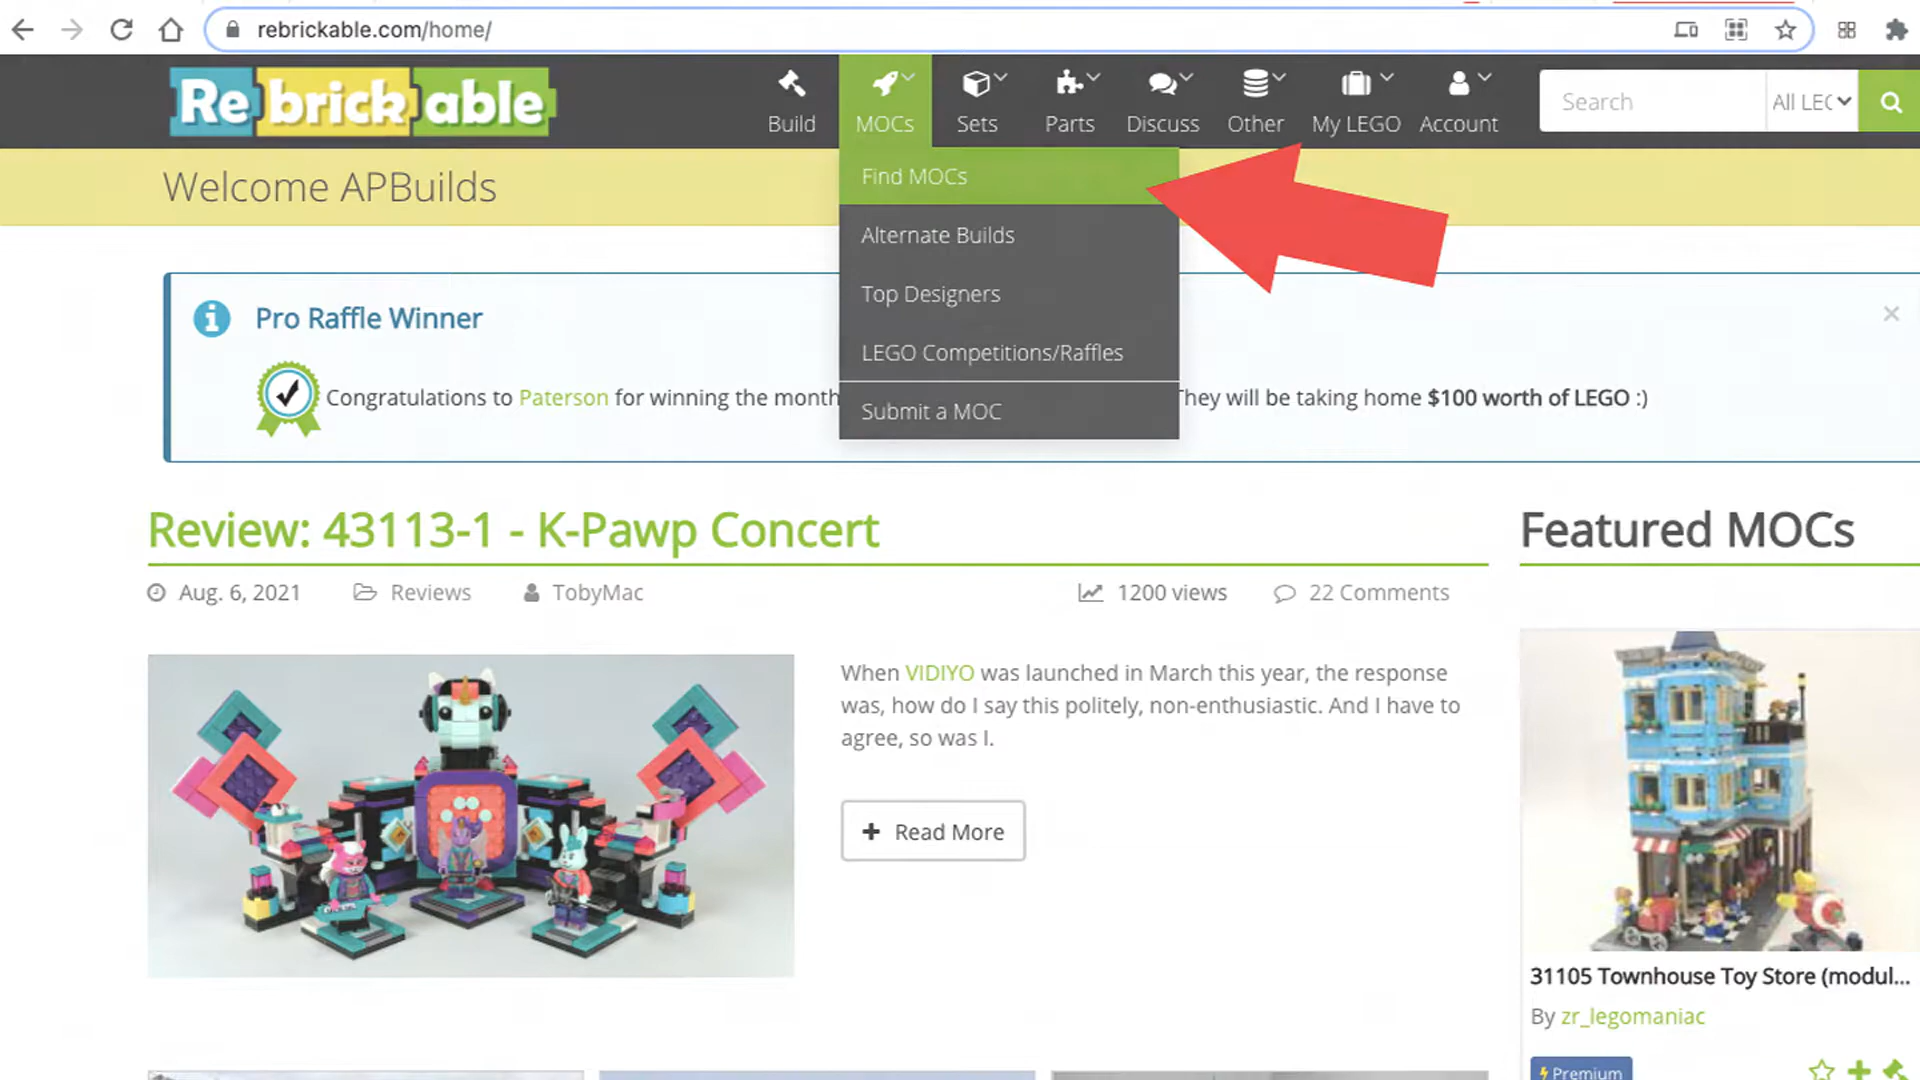 rebrickable.com/home/
Rebrickable
Build
MOCs
Sets
Parts
Discuss
Other
My LEGO
Account
Search
All LEG
Welcome APBuilds
Find MOCs
Alternate Builds
Top Designers
LEGO Competitions/Raffles
Submit a MOC
Pro Raffle Winner
Congratulations to Paterson for winning the month
They will be taking home $100 worth of LEGO :)
Review: 43113-1 - K-Pawp Concert
Aug. 6, 2021
Reviews
TobyMac
1200 views
22 Comments
When VIDIYO was launched in March this year, the response
was, how do I say this politely, non-enthusiastic. And I have to
agree, so was I.
Read More
Featured MOCs
31105 Townhouse Toy Store (modul...
By zr_legomaniac
Premium